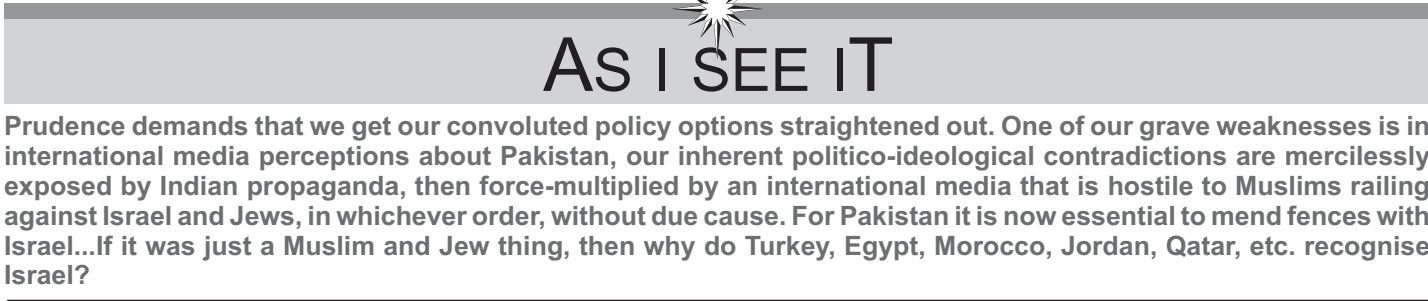 AS I SEE IT
Prudence demands that we get our convoluted policy options straightened out. One of our grave weaknesses is in
international media perceptions about Pakistan, our inherent politico-ideological contradictions are mercilessly
exposed by Indian propaganda, then force-multiplied by an international media that is hostile to Muslims railing
against Israel and Jews, in whichever order, without due cause. For Pakistan it is now essential to mend fences with
Israel...If it was just a Muslim and Jew thing, then why do Turkey, Egypt, Morocco, Jordan, Qatar, etc. recognise
Israel?